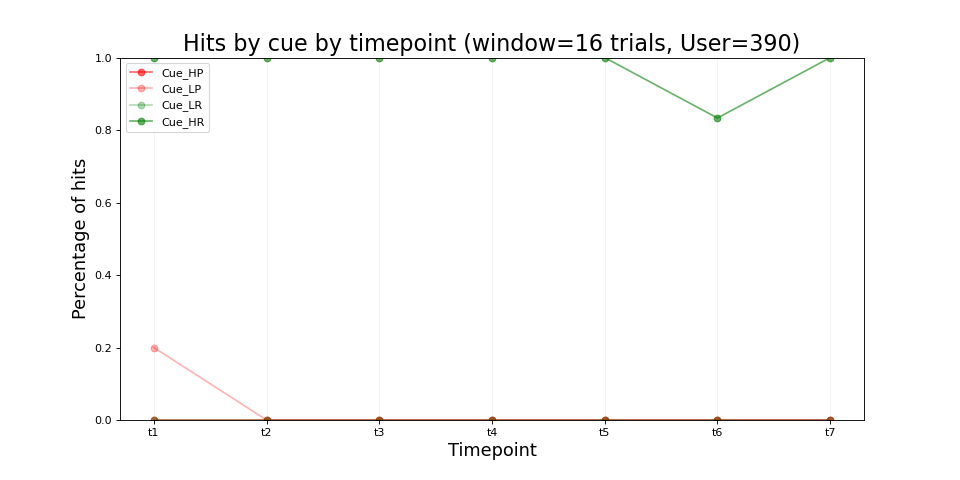 Hits by cue by timepoint (window=16 trials, User=390)
Percentage of hits
1.0
0.8
0.6
0.4
0.2
0.0
Cue_HP
Cue_LP
Cue_LR
Cue_HR
t1 t2 t3 t4 t5 t6 t7
Timepoint